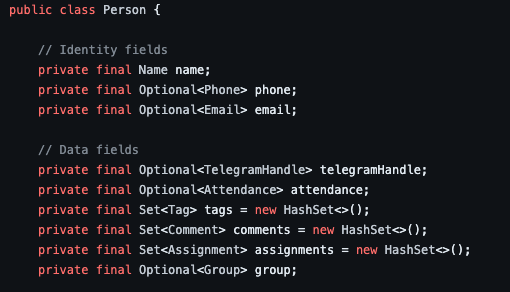 public class Person {
// Identity fields
private final Name name;
private final Optional<Phone> phone;
private final Optional<Email> email;
// Data fields
private final Optional<TelegramHandle> telegramHandle;
private final Optional<Attendance> attendance;
private final Set<Tag> tags = new HashSet<>();
private final Set<Comment> comments = new HashSet<>();
private final Set<Assignment> assignments = new HashSet<>();
private final Optional<Group> group;